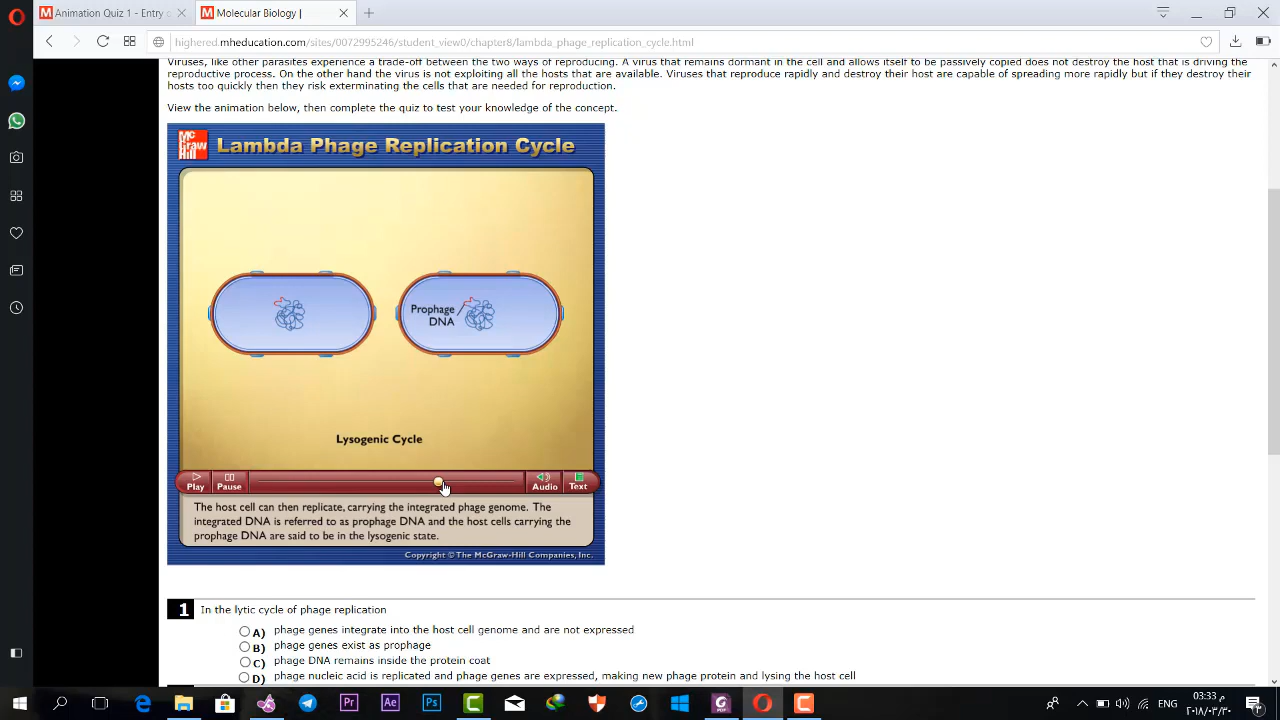 Animation Quiz 1 - Entry o
Molecular Biology |
highered.mheducation.com/sites/0072995246/student_view0/chapter8/lambda_phage_replication_cycle.html
Viruses, like other parasites experience a trade-off between the two ways of reproducing. A virus that remains dormant in the cell and allows itself to be passively copied does not destroy the host that is driving the
reproductive process. On the other hand the virus is not exploiting all the hosts that are available. Viruses that reproduce rapidly and destroy their host are capable of spreading more rapidly but if they destroy their
hosts too quickly then the risk exterminating the cells that are needed for reproduction.
View the animation below, then complete the quiz to test your knowledge of the concept.
Mc Graw Hill
Lambda Phage Replication Cycle
Prophage
DNA
Lysogenic Cycle
Play Pause Audio Text
The host cell can then replicate, carrying the integrated phage genome. The
integrated DNA is referred to as prophage DNA and the host cells carrying the
prophage DNA are said to be in the lysogenic state.
Copyright © The McGraw-Hill Companies, Inc.
1 In the lytic cycle of phage replication
A) phage genes integrate into the host cell genome and are not expressed
B) phage genes exist as prophage
C) phage DNA remains inside the protein coat
D) phage nucleic acid is replicated and phage genes are expressed, making new phage protein and lysing the host cell
Pr Ae Ps C C
ENG
03:33 م